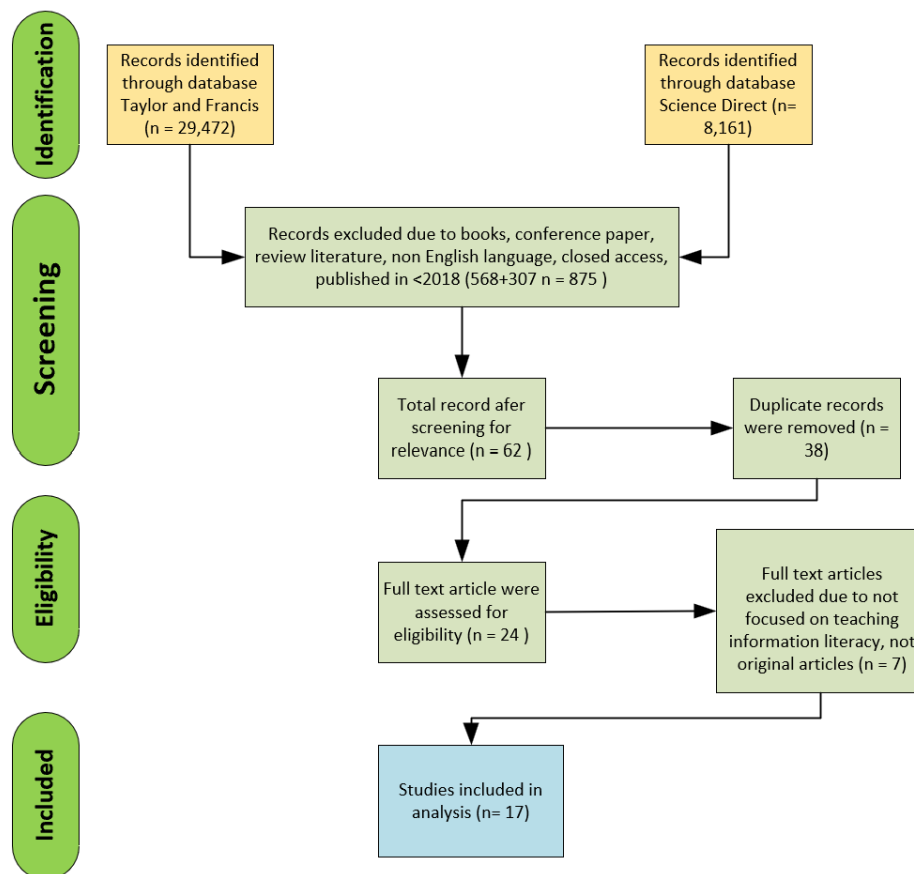 Identification
Records identified
through database
Taylor and Francis
(n = 29,472)
Records identified
through database
Science Direct (n=
8,161)
Screening
Records excluded due to books, conference paper,
review literature, non English language, closed access,
published in <2018 (568+307 n = 875 )
Total record afer
screening for
relevance (n = 62 )
Duplicate records
were removed (n =
38)
Eligibility
Full text article were
assessed for
eligibility (n = 24 )
Full text articles
excluded due to not
focused on teaching
information literacy, not
original articles (n = 7)
Included
Studies included in
analysis (n= 17)